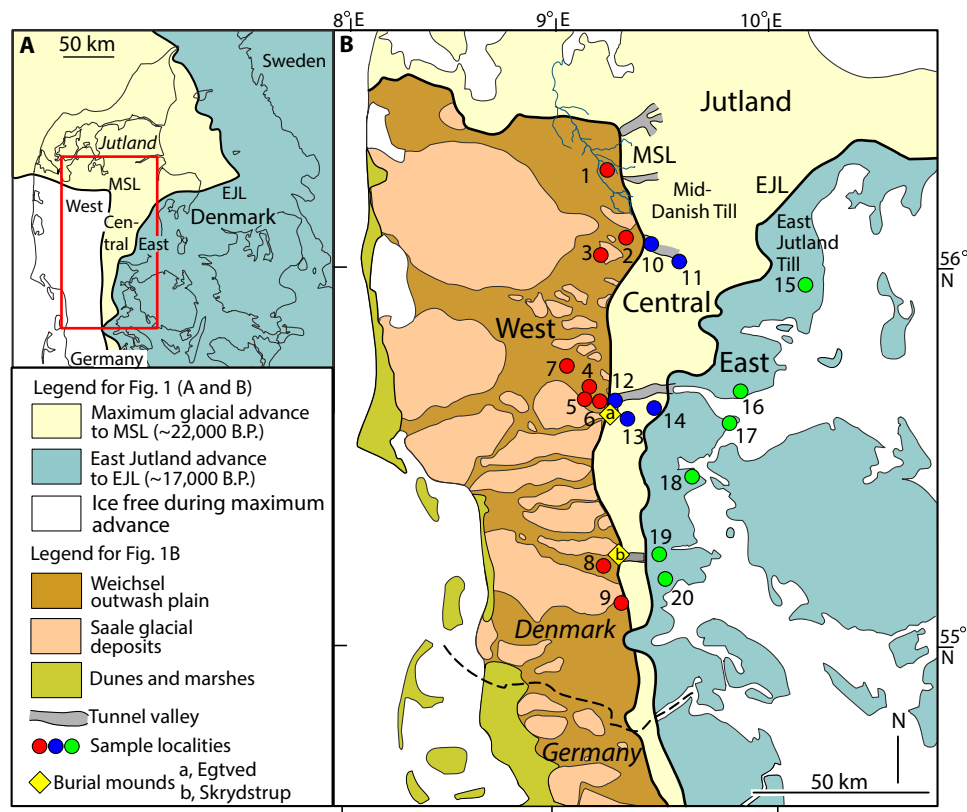 8°E
9°E
10°E
A
50 km
Sweden
Jutland
MSL
West
Cen-
tral
East
EJL
Denmark
Germany
B
Jutland
MSL
1
Mid-
Danish Till
EJL
East
Jutland
Till
2
3
10
11
15
56°
N
Central
West
East
7
4
12
5
6
a
13
14
16
17
18
19
b
8
20
9
Denmark
55°
N
Germany
N
50 km
Legend for Fig. 1 (A and B)
Maximum glacial advance
to MSL (~22,000 B.P.)
East Jutland advance
to EJL (~17,000 B.P.)
Ice free during maximum
advance
Legend for Fig. 1B
Weichsel
outwash plain
Saale glacial
deposits
Dunes and marshes
Tunnel valley
Sample localities
Burial mounds a, Egtved
b, Skrydstrup